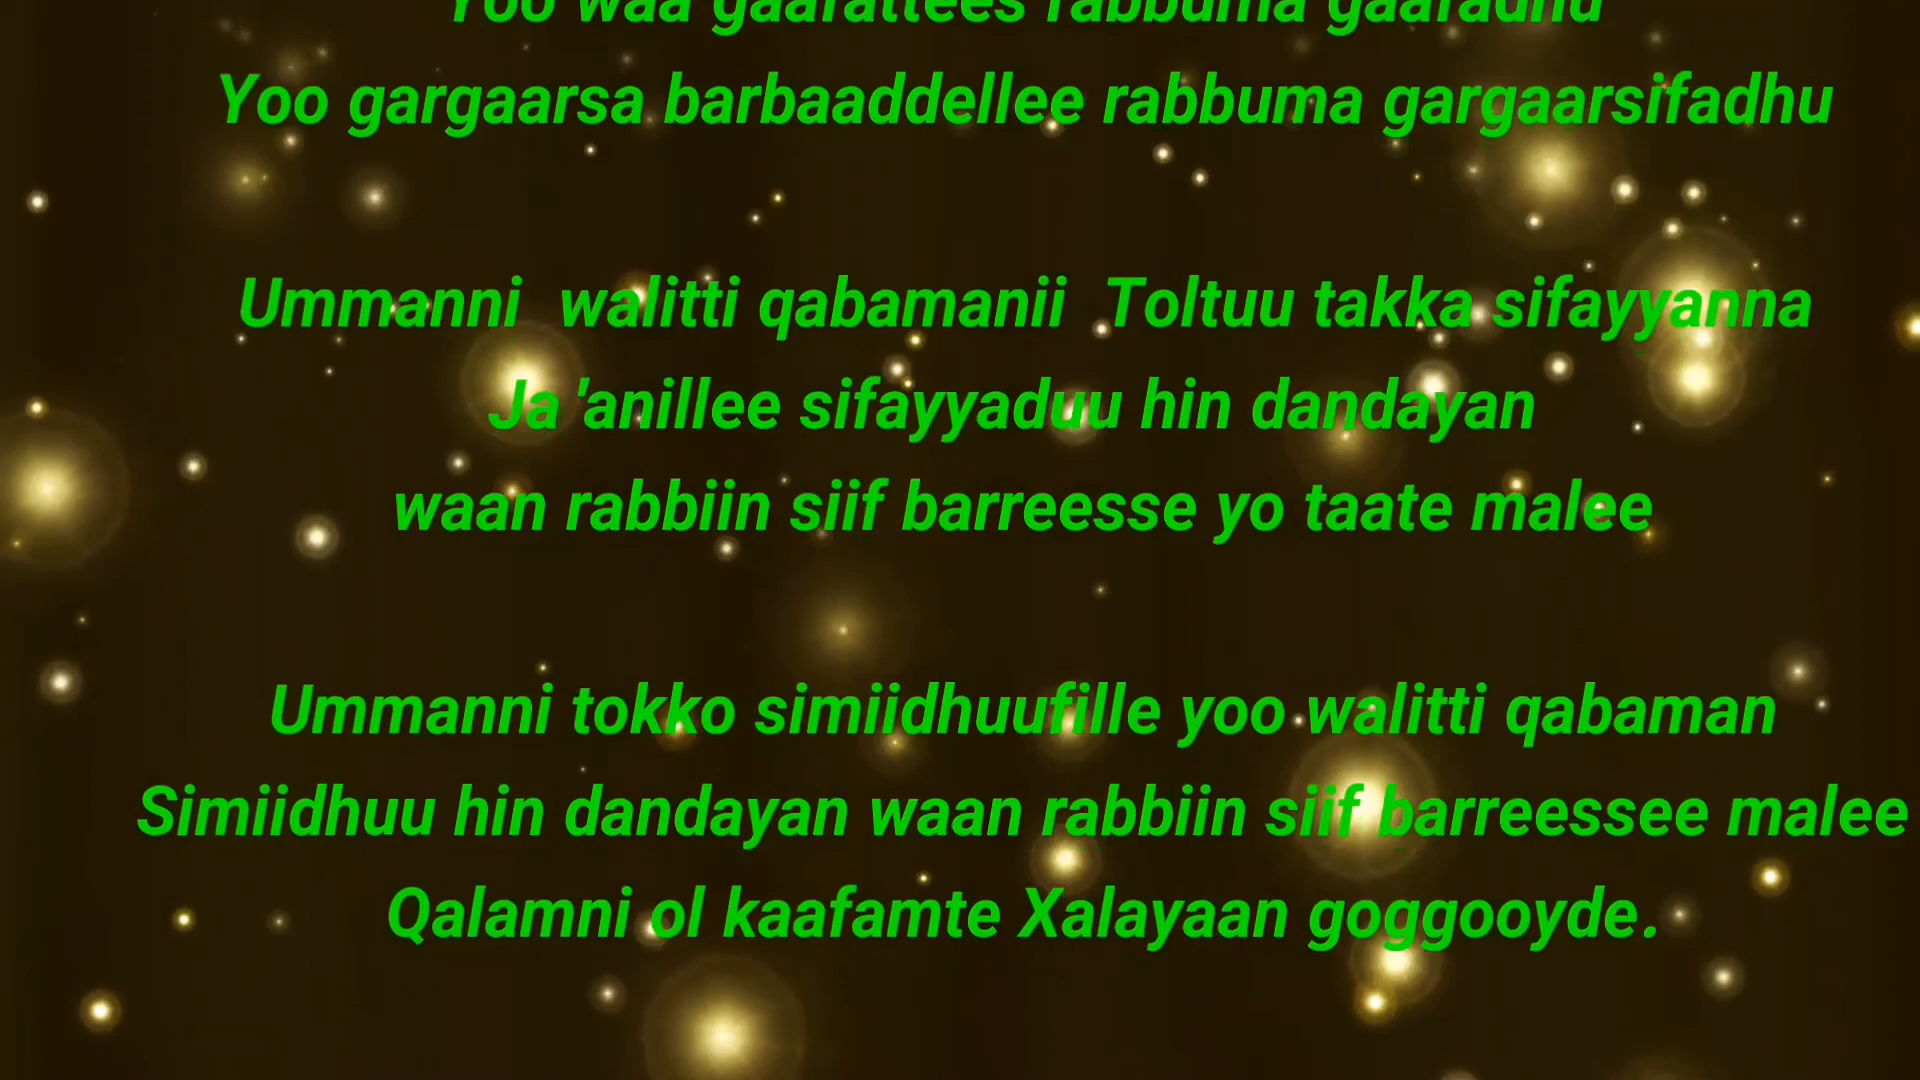 Yoo waa gaafattees rabbuma gaafadhu
Yoo gargaarsa barbaaddellee rabbuma gargaarsifadhu
Ummanni walitti qabamanii Toltuu takka sifayyanna
Ja 'anillee sifayyaduu hin dandayan
waan rabbiin siif barreesse yo taate malee
Ummanni tokko simiidhuufille yoo walitti qabaman
Simiidhuu hin dandayan waan rabbiin siif barreessee malee
Qalamni ol kaafamte Xalayaan goggooyde.